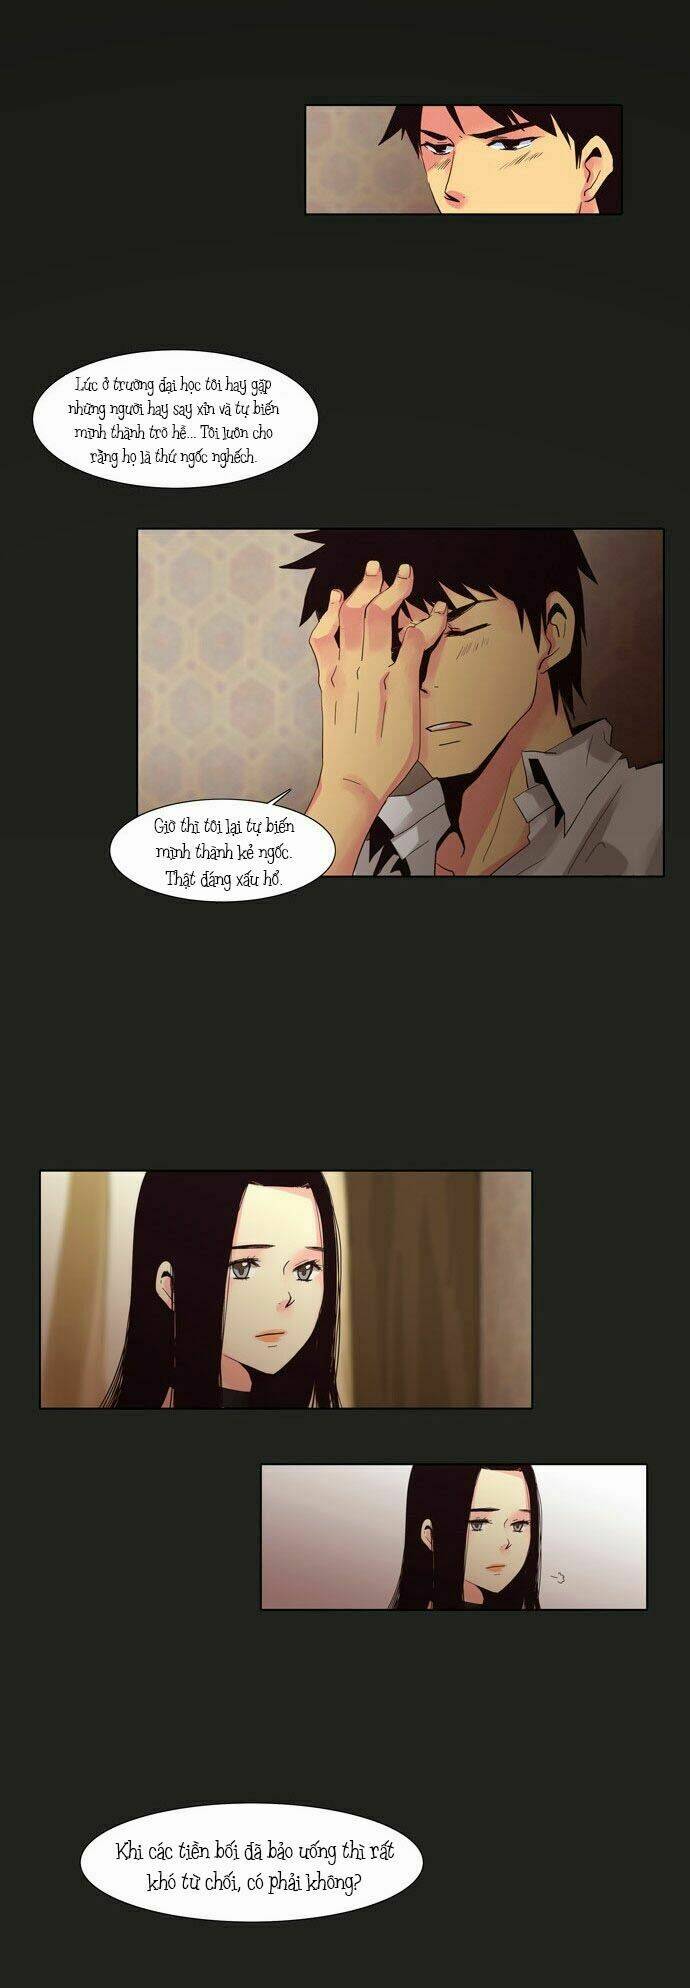 Lúc ở trường đại học tôi hay gặp
những người hay say xỉn và tự biến
mình thành trò hề... Tôi luôn cho
rằng họ là thứ ngốc nghếch.
Giờ thì tôi lại tự biến
mình thành kẻ ngốc.
Thật đáng xấu hổ.
Khi các tiền bối đã bảo uống thì rất
khó từ chối, có phải không?